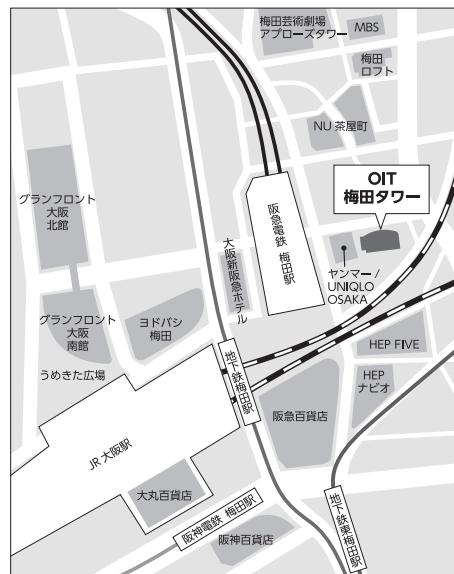 梅田芸術劇場
アプローズタワー
MBS
梅田
ロフト
NU 茶屋町
OIT
梅田タワー
グランフロント
大阪
北館
阪急電鉄 梅田駅
大阪新阪急ホテル
ヤンマー /
UNIQLO
OSAKA
グランフロント
大阪
南館
ヨドバシ
梅田
うめきた広場
地下鉄梅田駅
HEP FIVE
HEP
ナビオ
阪急百貨店
JR 大阪駅
大丸百貨店
阪神電鉄 梅田駅
阪神百貨店
地下鉄東梅田駅